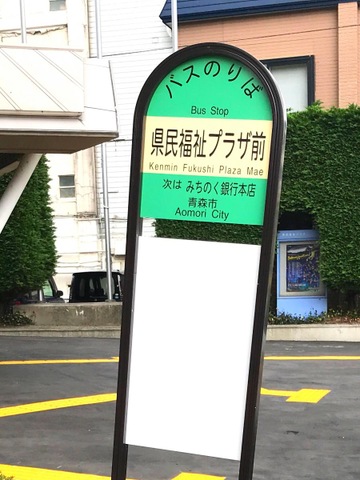 バスのりば
Bus Stop
県民福祉プラザ前
Kenmin Fukushi Plaza Mae
次は みちのく銀行本店
青森市
Aomori City